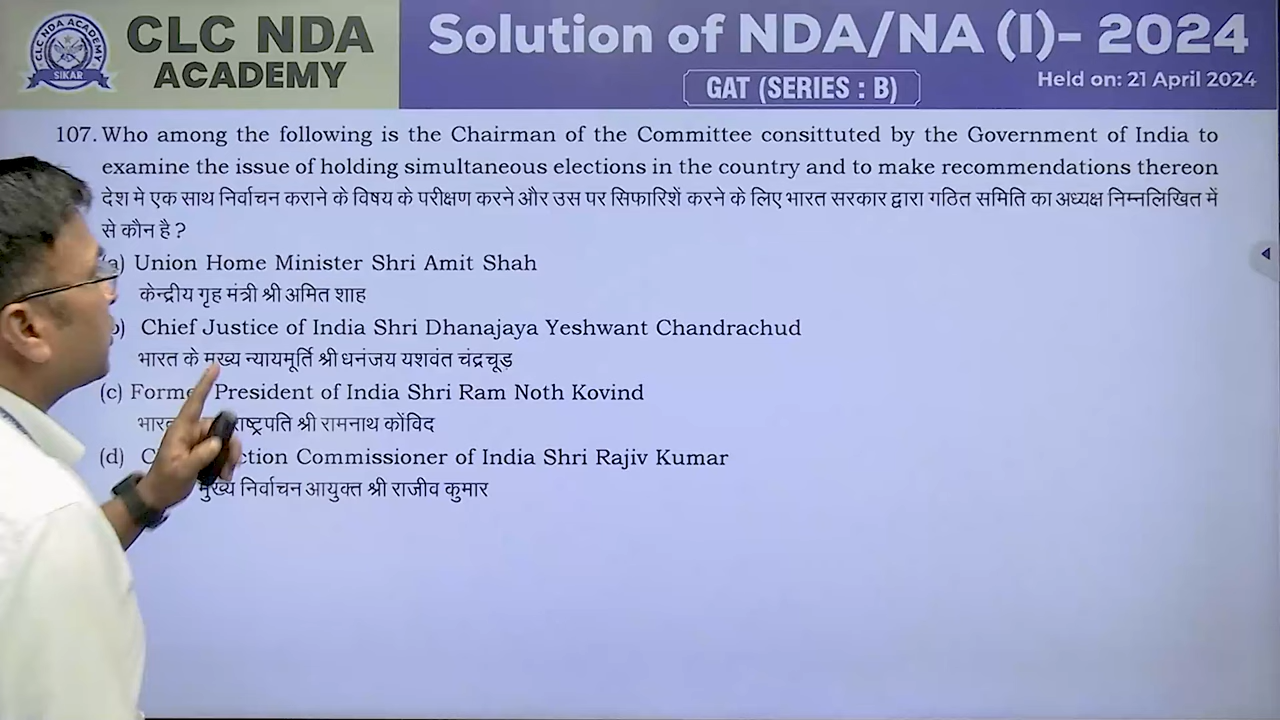 CLC NDA ACADEMY
SIKAR
CLC NDA
ACADEMY
Solution of NDA/NA (I)- 2024
GAT (SERIES : B)
Held on: 21 April 2024
107. Who among the following is the Chairman of the Committee consittuted by the Government of India to
examine the issue of holding simultaneous elections in the country and to make recommendations thereon
देश मे एक साथ निर्वाचन कराने के विषय के परीक्षण करने और उस पर सिफारिशें करने के लिए भारत सरकार द्वारा गठित समिति का अध्यक्ष निम्नलिखित में
से कौन है ?
a) Union Home Minister Shri Amit Shah
केन्द्रीय गृह मंत्री श्री अमित शाह
b) Chief Justice of India Shri Dhanajaya Yeshwant Chandrachud
भारत के मुख्य न्यायमूर्ति श्री धनंजय यशवंत चंद्रचूड़
(c) President of India Shri Ram Noth Kovind
श्री रामनाथ कोंविद
(d) Commissioner of India Shri Rajiv Kumar
मुख्य निर्वाचन आयुक्त श्री राजीव कुमार